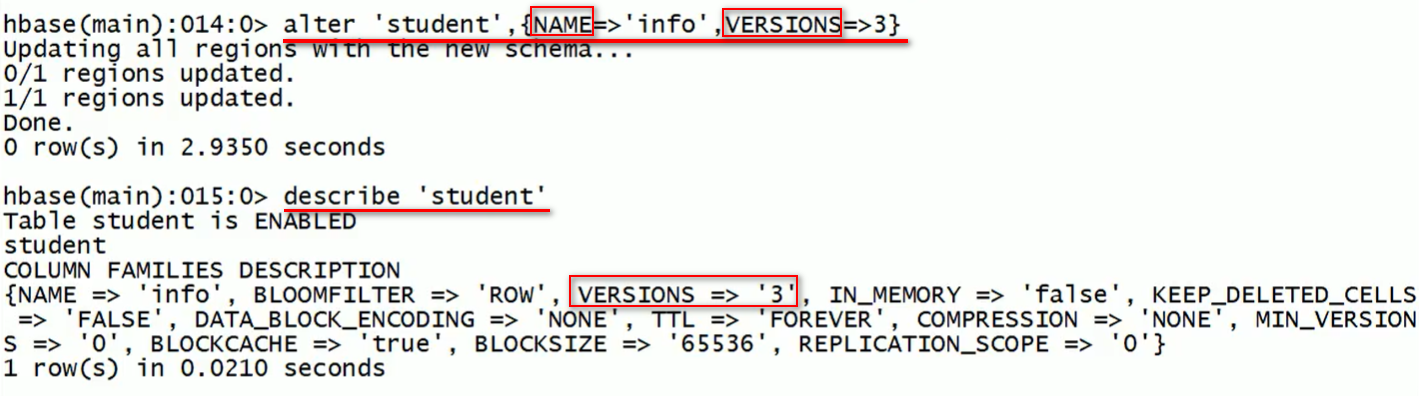 hbase(main):014:0> alter 'student',{NAME=>'info',VERSIONS=>3}
Updating all regions with the new schema...
0/1 regions updated.
1/1 regions updated.
Done.
0 row(s) in 2.9350 seconds
hbase(main):015:0> describe 'student'
Table student is ENABLED
student
COLUMN FAMILIES DESCRIPTION
{NAME => 'info', BLOOMFILTER => 'ROW', VERSIONS => '3', IN_MEMORY => 'false', KEEP_DELETED_CELLS
 => 'FALSE', DATA_BLOCK_ENCODING => 'NONE', TTL => 'FOREVER', COMPRESSION => 'NONE', MIN_VERSION
S => '0', BLOCKCACHE => 'true', BLOCKSIZE => '65536', REPLICATION_SCOPE => '0'}
1 row(s) in 0.0210 seconds